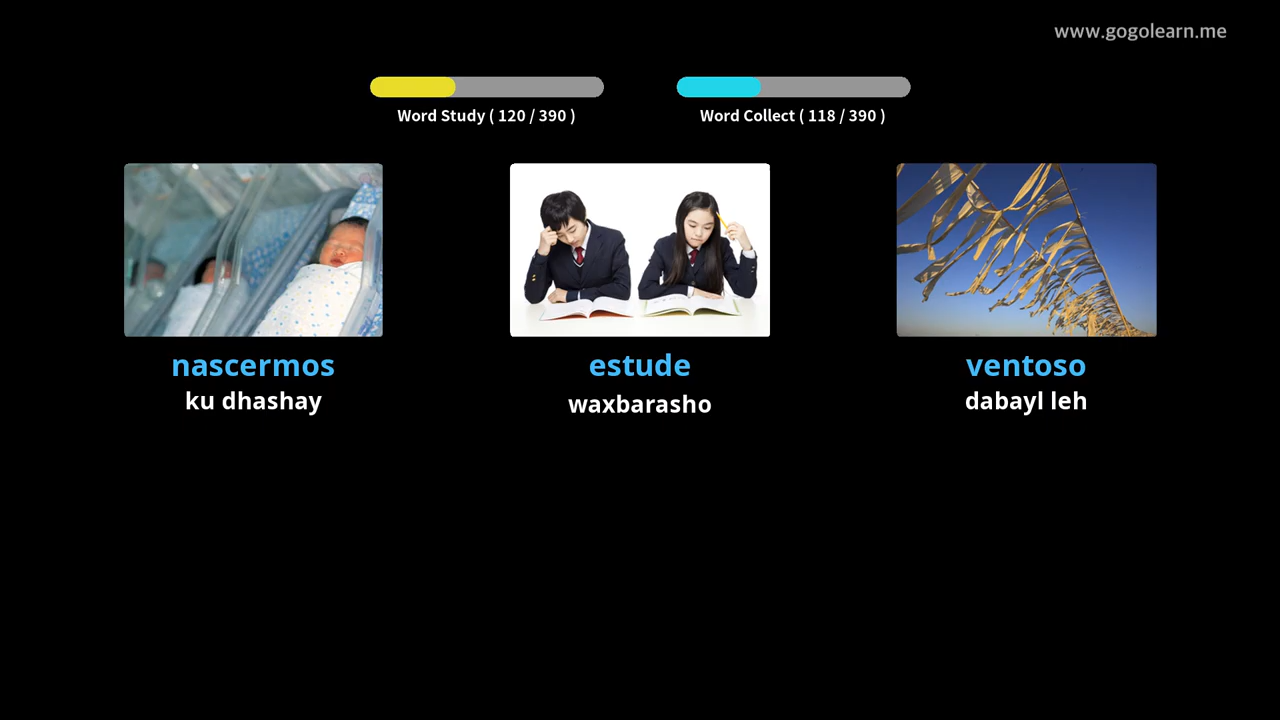 www.gogolearn.me
Word Study ( 120 / 390 )
Word Collect ( 118 / 390 )
nascermos
ku dhashay
estude
waxbarasho
ventoso
dabayl leh